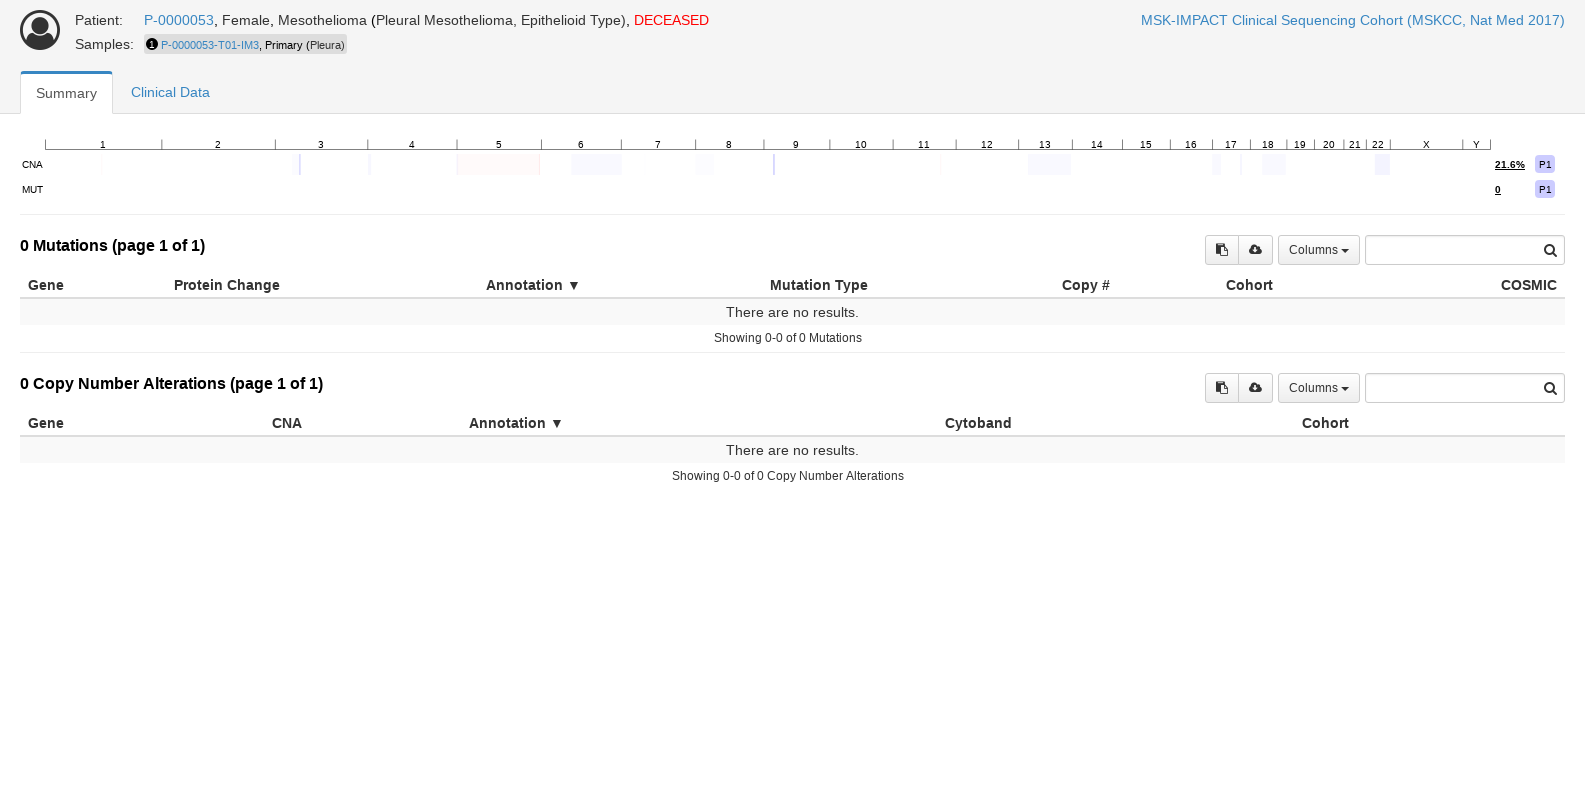 Patient: P-0000053, Female, Mesothelioma (Pleural Mesothelioma, Epithelioid Type), DECEASED MSK-IMPACT Clinical Sequencing Cohort (MSKCC, Nat Med 2017)
Samples: 1 P-0000053-T01-IM3, Primary (Pleura)
Summary Clinical Data
1 2 3 4 5 6 7 8 9 10 11 12 13 14 15 16 17 18 19 20 21 22 X Y
CNA 21.6% P1
MUT 0 P1
0 Mutations (page 1 of 1) Columns
Gene Protein Change Annotation ▼ Mutation Type Copy # Cohort COSMIC
There are no results.
Showing 0-0 of 0 Mutations
0 Copy Number Alterations (page 1 of 1) Columns
Gene CNA Annotation ▼ Cytoband Cohort
There are no results.
Showing 0-0 of 0 Copy Number Alterations